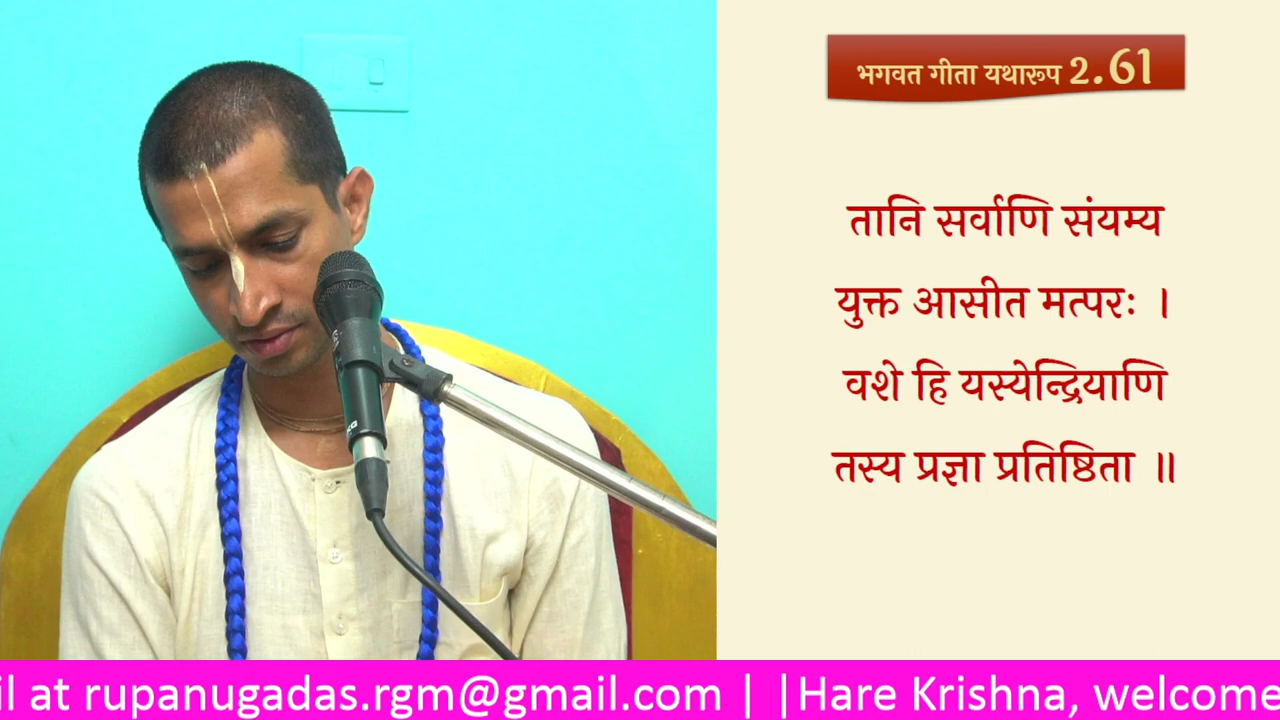 भगवत गीता यथारूप 2.61
तानि सर्वाणि संयम्य
युक्त आसीत मत्परः ।
वशे हि यस्येन्द्रियाणि
तस्य प्रज्ञा प्रतिष्ठिता ॥
il at rupanugadas.rgm@gmail.com | |Hare Krishna, welcome